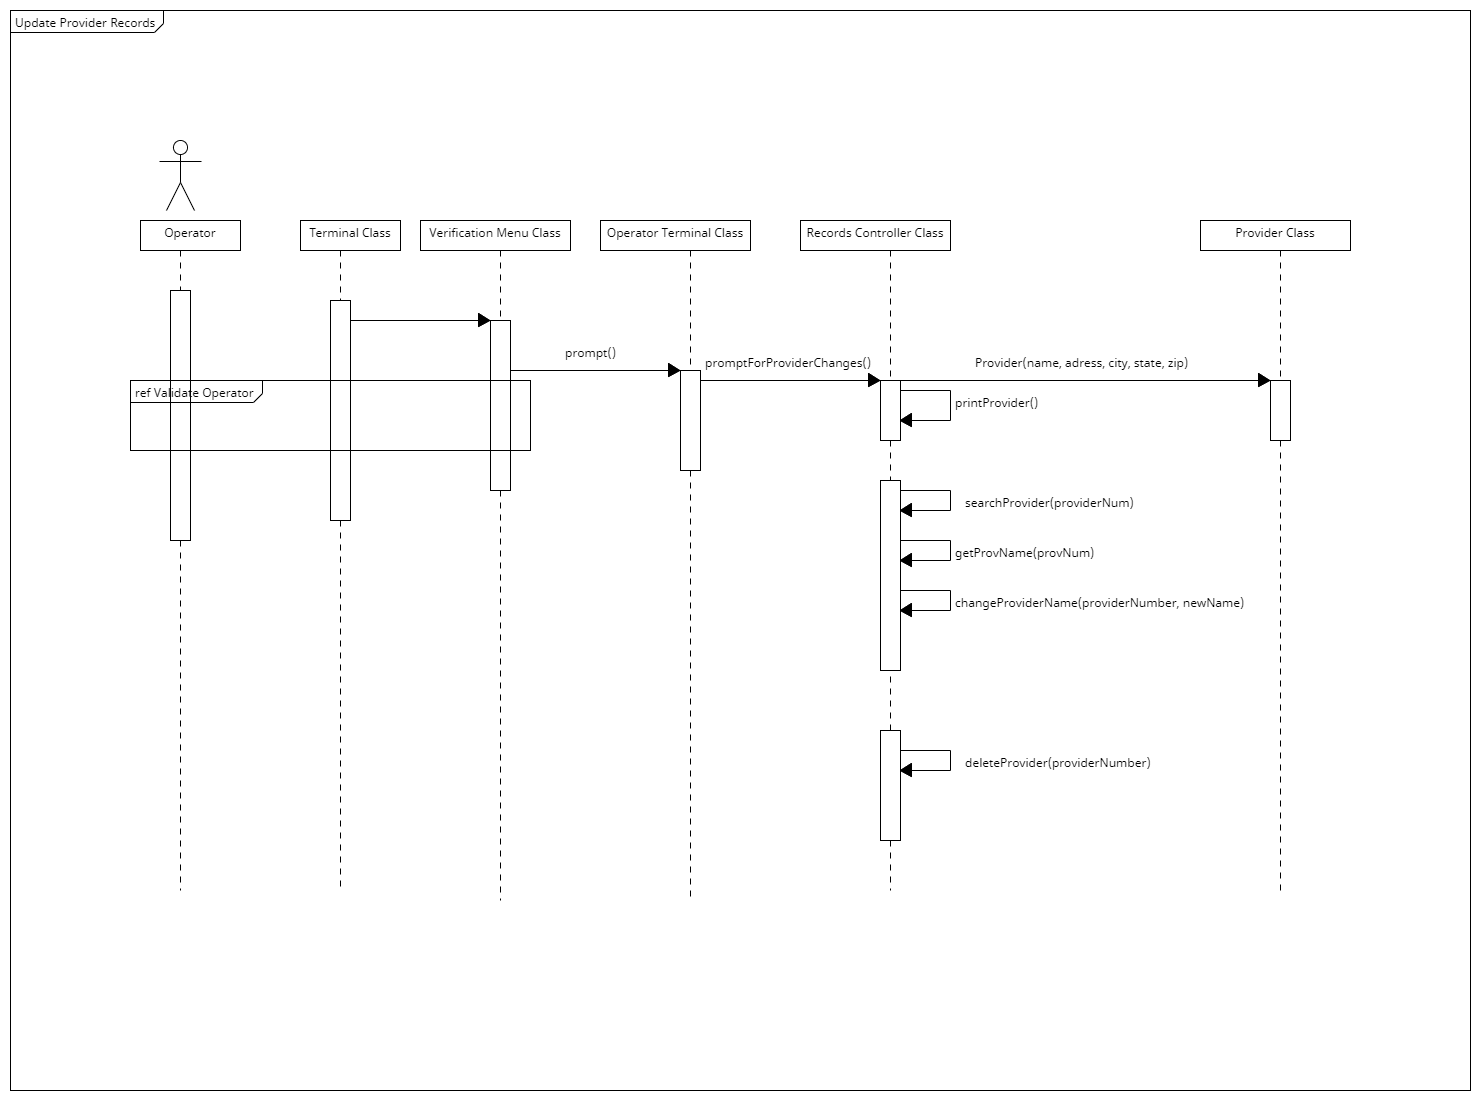 Update Provider Records
Operator
Terminal Class
Verification Menu Class
Operator Terminal Class
Records Controller Class
Provider Class
prompt()
promptForProviderChanges()
Provider(name, adress, city, state, zip)
ref Validate Operator
printProvider()
searchProvider(providerNum)
getProvName(provNum)
changeProviderName(providerNumber, newName)
deleteProvider(providerNumber)